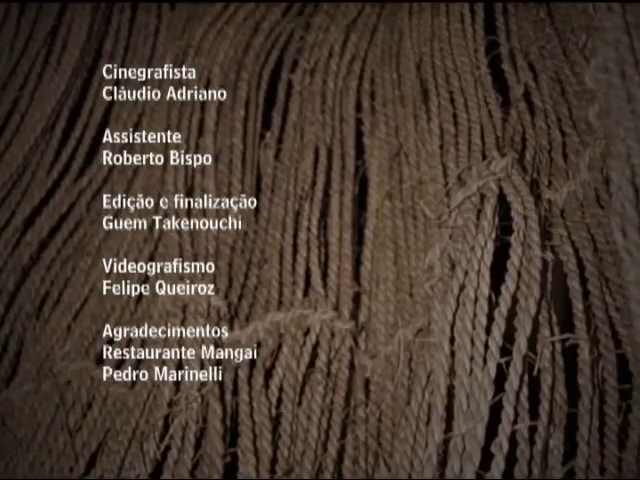 Cinegrafista
Cláudio Adriano
Assistente
Roberto Bispo
Edição e finalização
Guem Takenouchi
Videografismo
Felipe Queiroz
Agradecimentos
Restaurante Mangai
Pedro Marinelli